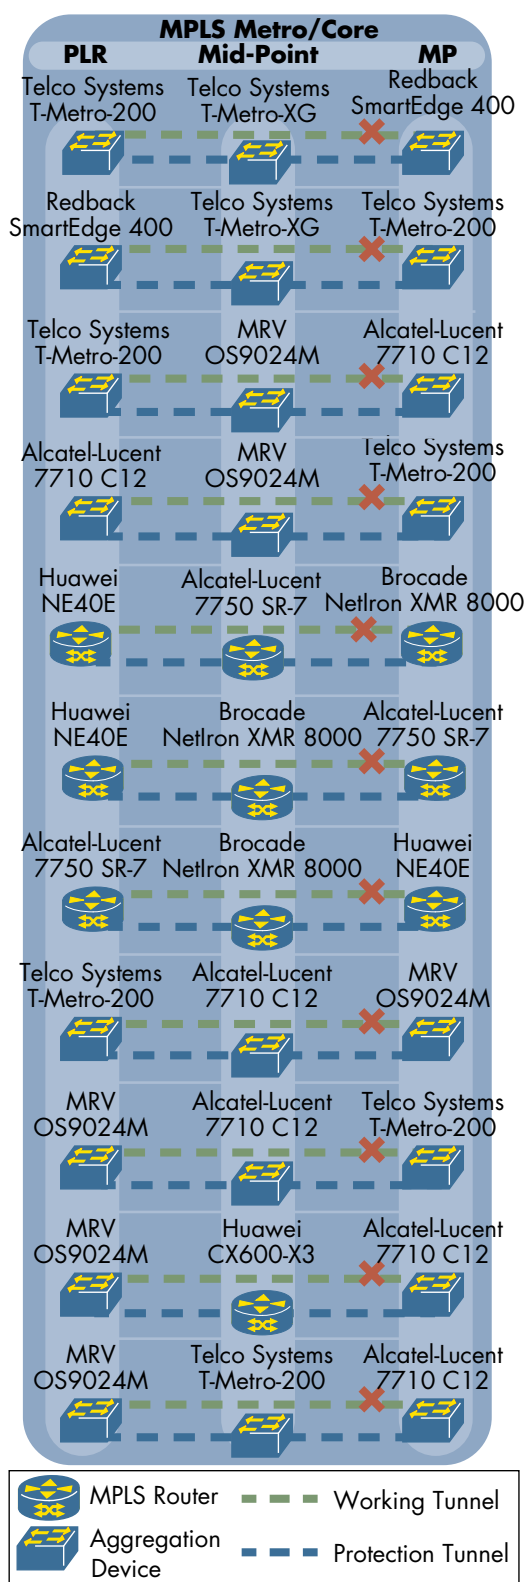 MPLS Metro/Core
PLR Mid-Point MP
Telco Systems T-Metro-200
Telco Systems T-Metro-XG
Redback SmartEdge 400
Redback SmartEdge 400
Telco Systems T-Metro-XG
Telco Systems T-Metro-200
Telco Systems T-Metro-200
MRV OS9024M
Alcatel-Lucent 7710 C12
Alcatel-Lucent 7710 C12
MRV OS9024M
Telco Systems T-Metro-200
Huawei NE40E
Alcatel-Lucent 7750 SR-7
Brocade NetIron XMR 8000
Huawei NE40E
Brocade NetIron XMR 8000
Alcatel-Lucent 7750 SR-7
Alcatel-Lucent 7750 SR-7
Brocade NetIron XMR 8000
Huawei NE40E
Telco Systems T-Metro-200
Alcatel-Lucent 7710 C12
MRV OS9024M
MRV OS9024M
Alcatel-Lucent 7710 C12
Telco Systems T-Metro-200
MRV OS9024M
Huawei CX600-X3
Alcatel-Lucent 7710 C12
MRV OS9024M
Telco Systems T-Metro-200
Alcatel-Lucent 7710 C12
MPLS Router
Working Tunnel
Aggregation Device
Protection Tunnel